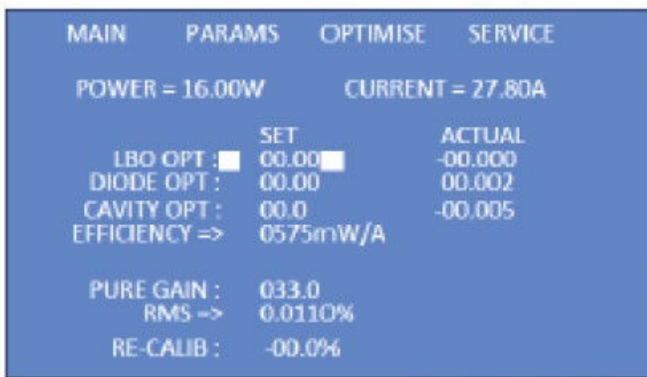 MAIN PARAMS OPTIMISE SERVICE
POWER = 16.00W CURRENT = 27.80A
SET ACTUAL
LBO OPT : 00.00 -00.000
DIODE OPT : 00.00 00.002
CAVITY OPT : 00.0 -00.005
EFFICIENCY => 0575mW/A
PURE GAIN : 033.0
RMS => 0.011O%
RE-CALIB : -00.0%